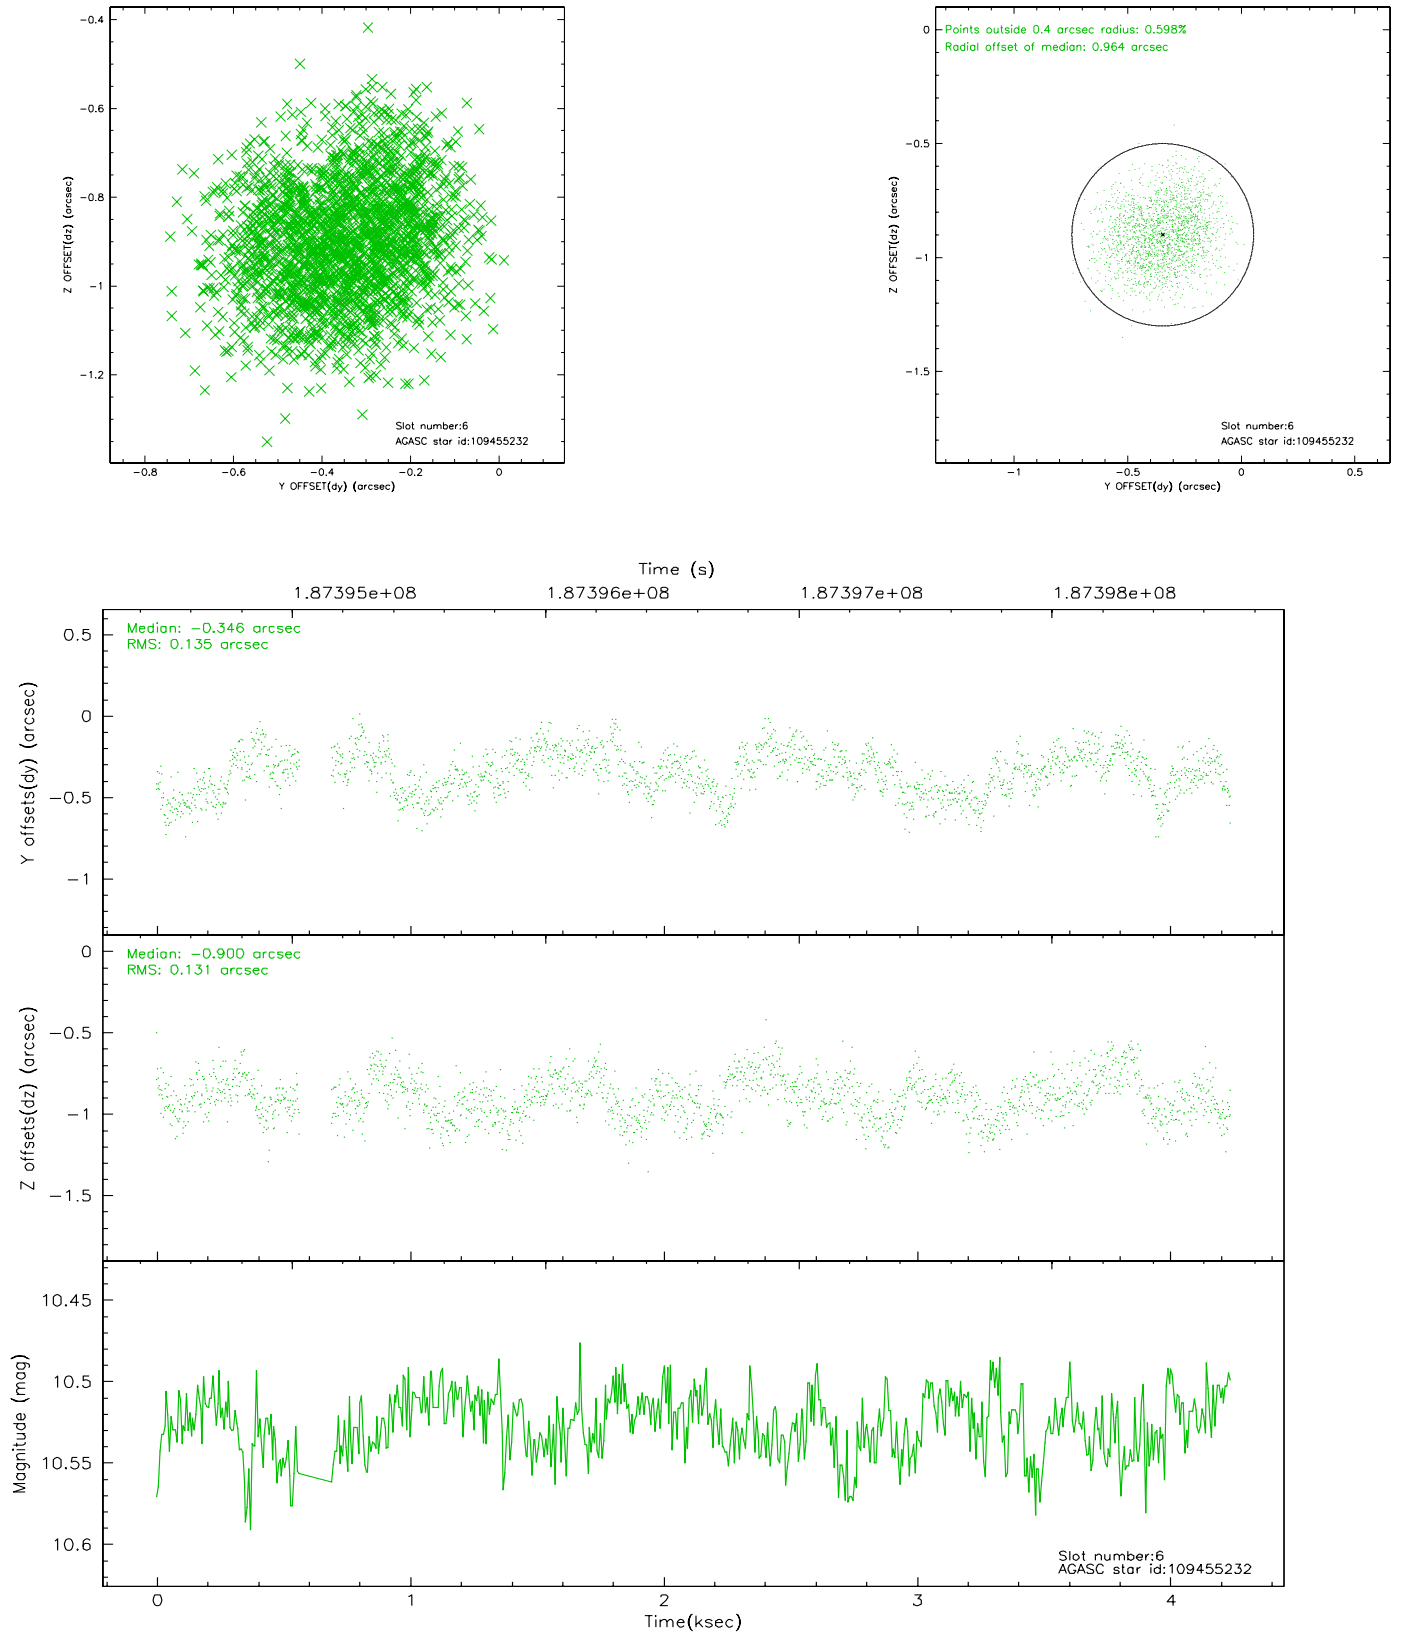 -0.4
-0.6
-0.8
-1
-1.2
Z OFFSET(dz) (arcsec)
Slot number:6
AGASC star id:109455232
-0.8 -0.6 -0.4 -0.2 0
Y OFFSET(dy) (arcsec)
Points outside 0.4 arcsec radius: 0.598%
Radial offset of median: 0.964 arcsec
0
-0.5
-1
-1.5
Z OFFSET(dz) (arcsec)
Slot number:6
AGASC star id:109455232
-1 -0.5 0 0.5
Y OFFSET(dy) (arcsec)
Time (s)
1.87395e+08 1.87396e+08 1.87397e+08 1.87398e+08
Median: -0.346 arcsec
RMS: 0.135 arcsec
0.5
0
-0.5
-1
Y offsets(dy) (arcsec)
Median: -0.900 arcsec
RMS: 0.131 arcsec
0
-0.5
-1
-1.5
Z offsets(dz) (arcsec)
10.45
10.5
10.55
10.6
Magnitude (mag)
Slot number:6
AGASC star id:109455232
0 1 2 3 4
Time(ksec)